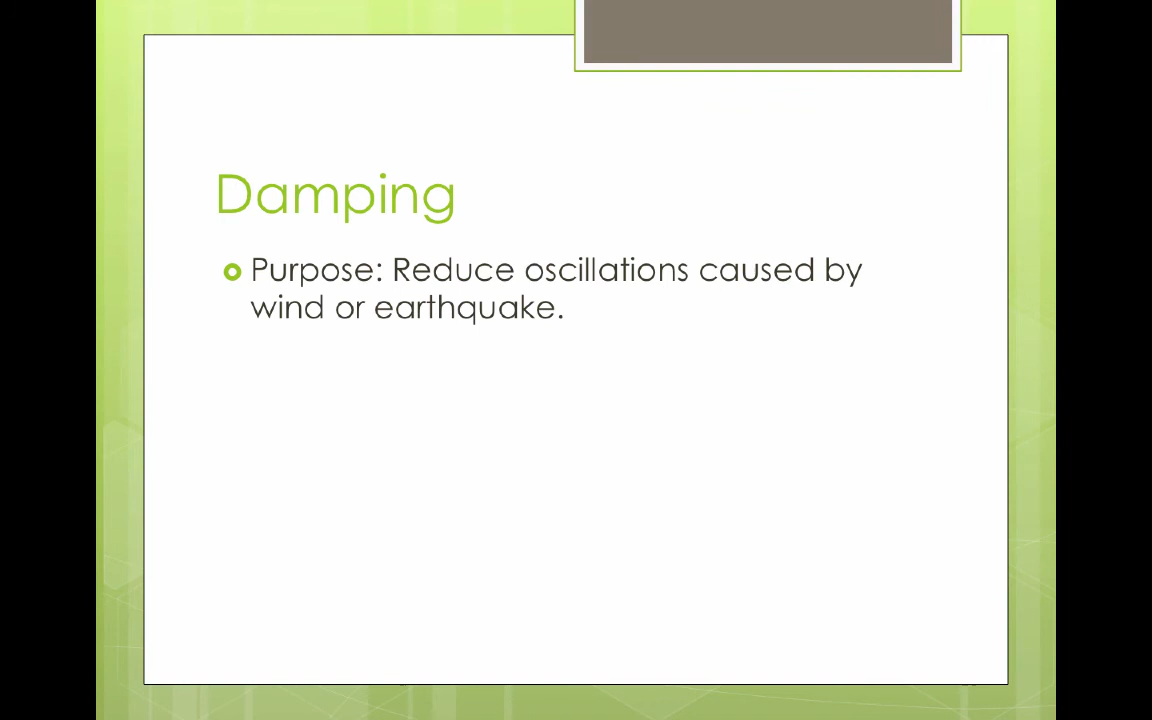 Damping
Purpose: Reduce oscillations caused by
wind or earthquake.